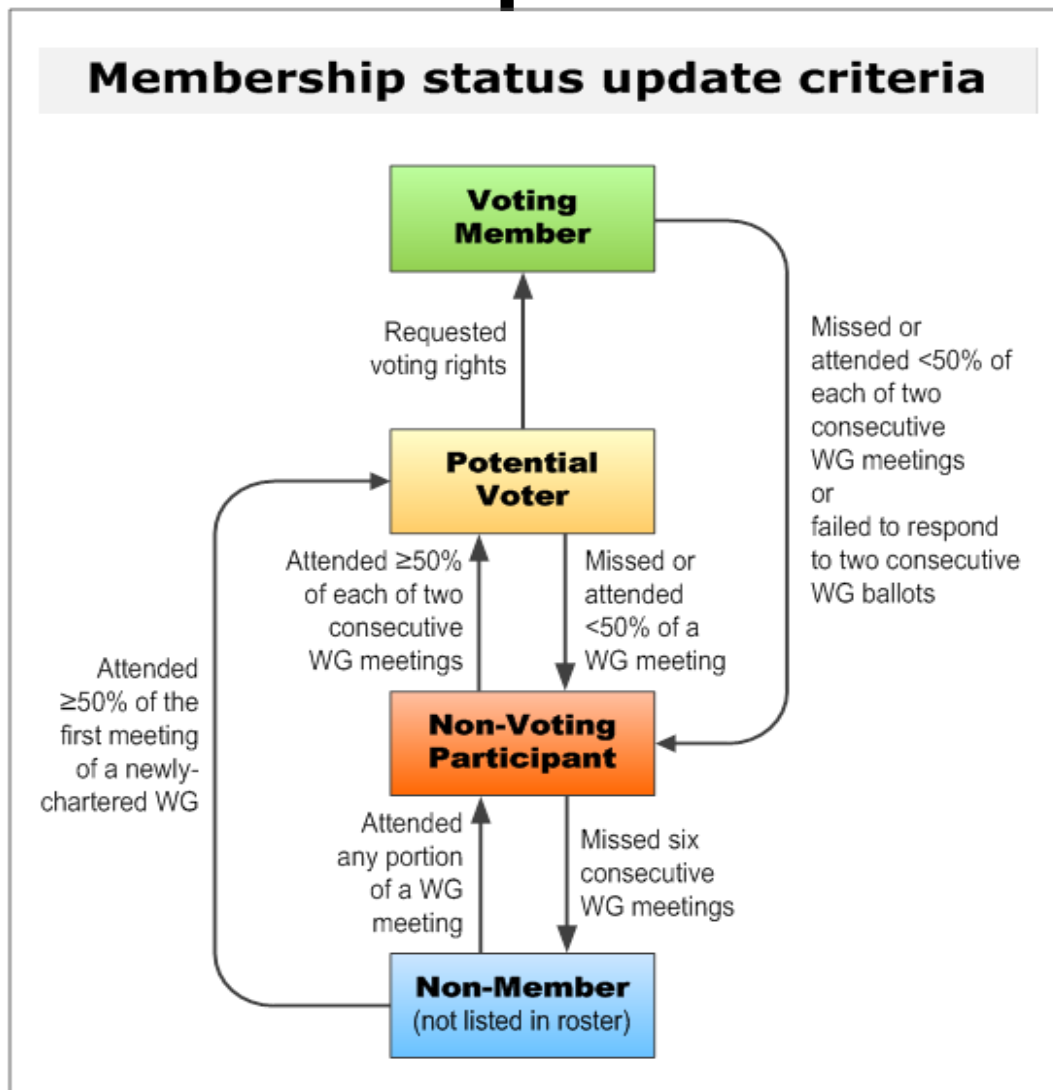 Membership status update criteria
Voting
Member
Requested
voting rights
Missed or
attended <50% of
each of two
consecutive
WG meetings
or
failed to respond
to two consecutive
WG ballots
Potential
Voter
Attended ≥50%
of each of two
consecutive
WG meetings
Missed or
attended
<50% of a
WG meeting
Attended
≥50% of the
first meeting
of a newly-
chartered WG
Non-Voting
Participant
Attended
any portion
of a WG
meeting
Missed six
consecutive
WG meetings
Non-Member
(not listed in roster)